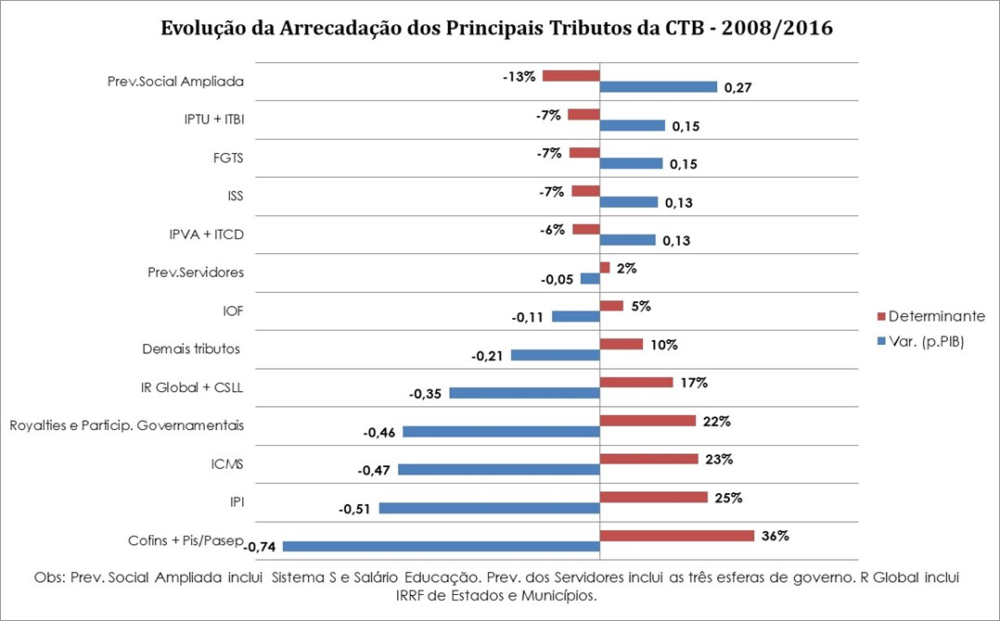 Evolução da Arrecadação dos Principais Tributos da CTB - 2008/2016
Prev.Social Ampliada -13% 0,27
IPTU + ITBI -7% 0,15
FGTS -7% 0,15
ISS -7% 0,13
IPVA + ITCD -6% 0,13
Prev.Servidores -0,05 2%
IOF -0,11 5%
Demais tributos -0,21 10%
IR Global + CSLL -0,35 17%
Royalties e Particip. Governamentais -0,46 22%
ICMS -0,47 23%
IPI -0,51 25%
Cofins + Pis/Pasep -0,74 36%
Determinante
Var. (p.PIB)
Obs: Prev. Social Ampliada inclui Sistema S e Salário Educação. Prev. dos Servidores inclui as três esferas de governo. R Global inclui
IRRF de Estados e Municípios.